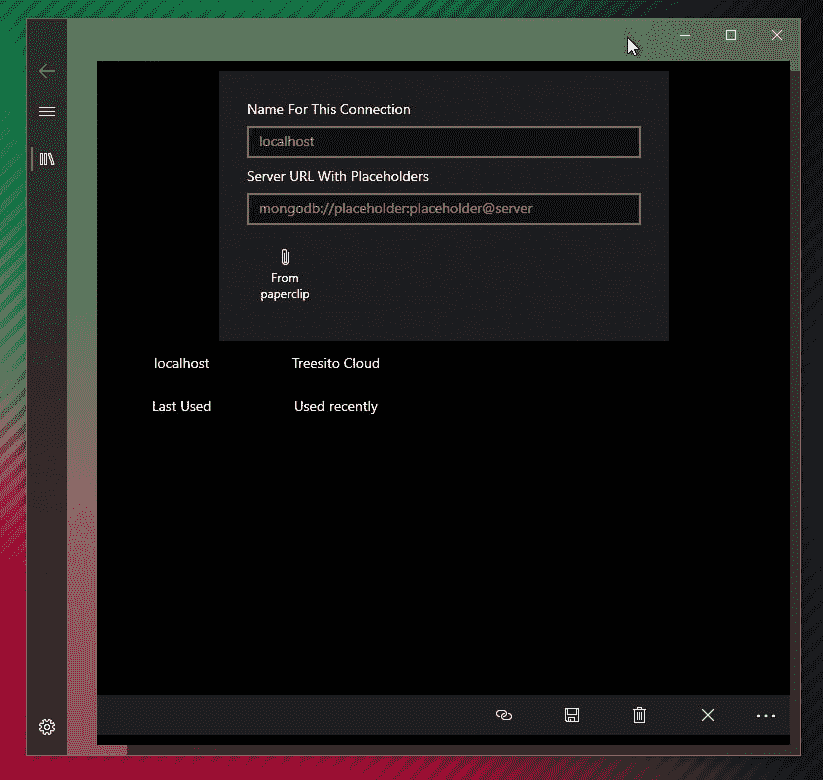 Name For This Connection
localhost
Server URL With Placeholders
mongodb://placeholder:placeholder@server
From
paperclip
localhost Treesito Cloud
Last Used Used recently